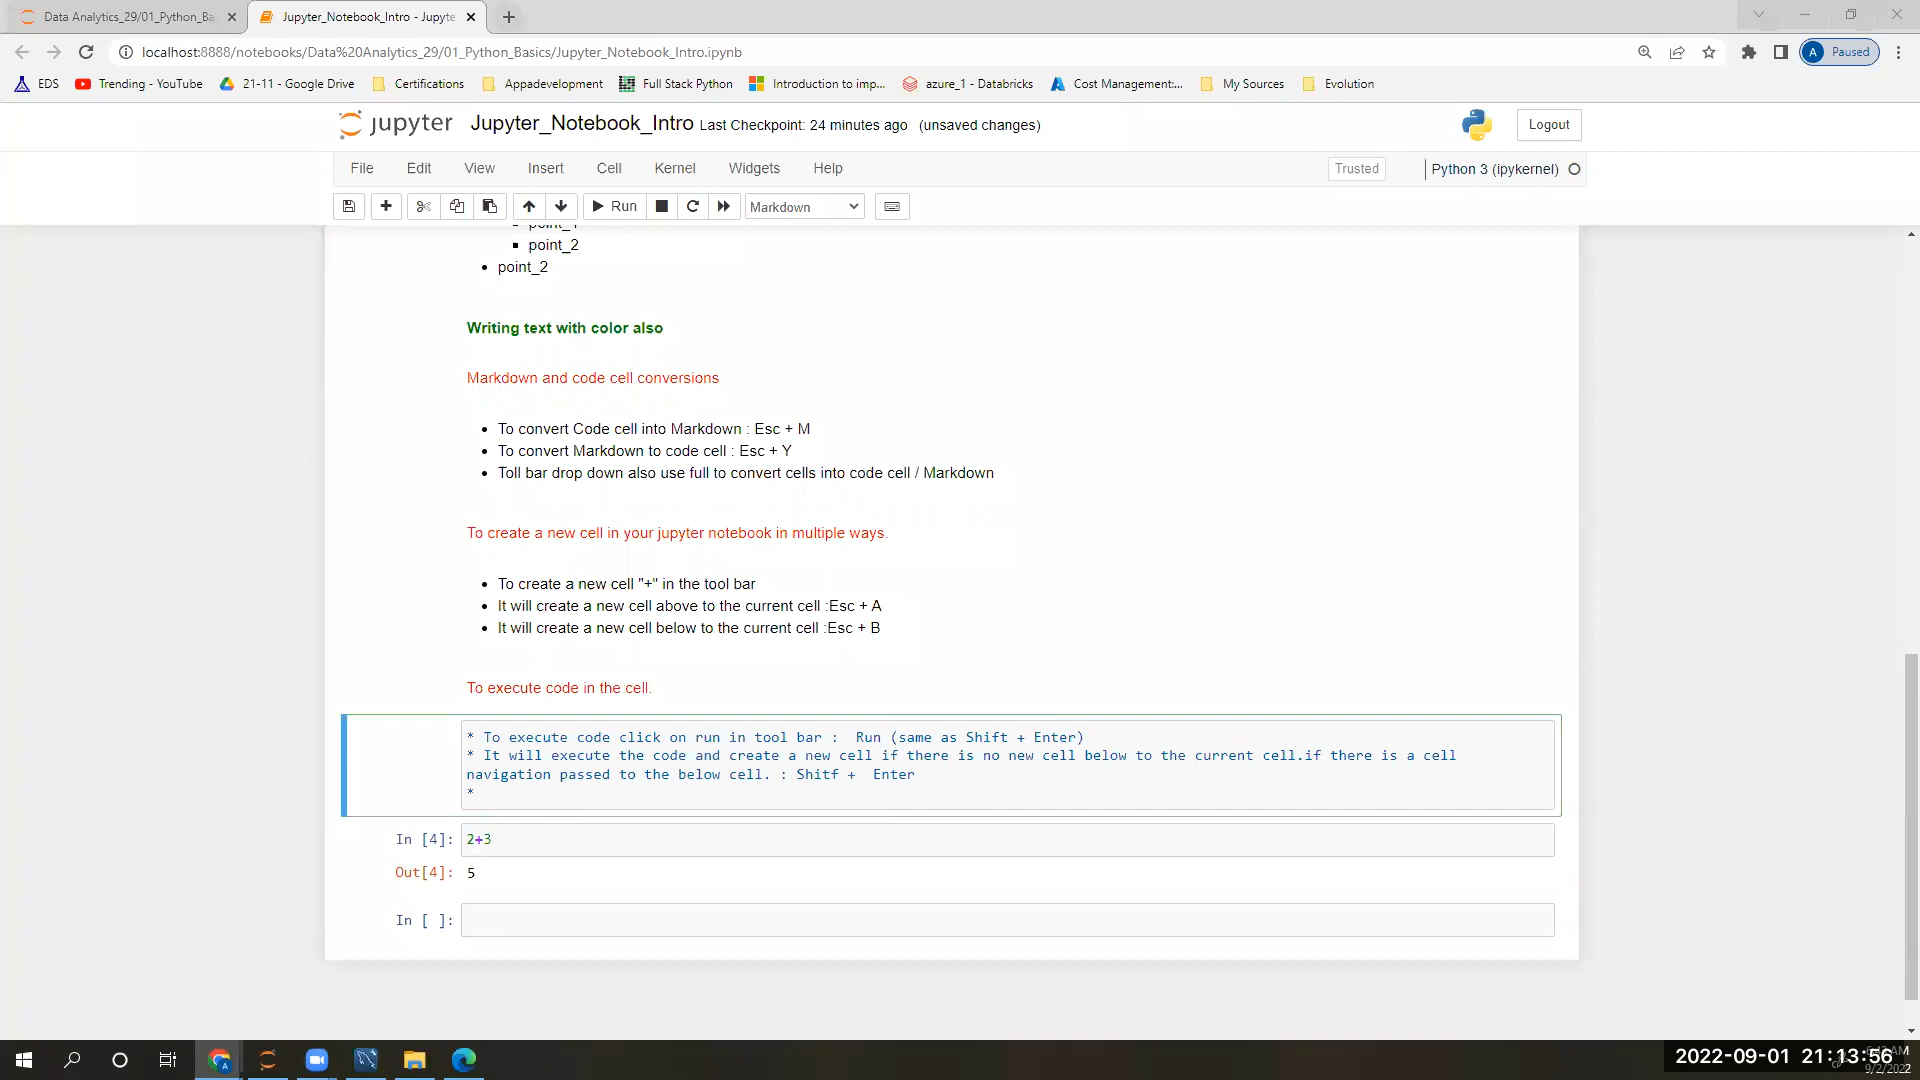 Data Analytics_29/01_Python_Ba
Jupyter_Notebook_Intro - Jupyte
localhost:8888/notebooks/Data%20Analytics_29/01_Python_Basics/Jupyter_Notebook_Intro.ipynb
A Paused
EDS
Trending - YouTube
21-11 - Google Drive
Certifications
Appadevelopment
Full Stack Python
Introduction to imp...
azure_1 - Databricks
Cost Management:...
My Sources
Evolution
jupyter Jupyter_Notebook_Intro Last Checkpoint: 24 minutes ago (unsaved changes)
Logout
File Edit View Insert Cell Kernel Widgets Help
Trusted
Python 3 (ipykernel)
Run
Markdown
point_2
point_2
Writing text with color also
Markdown and code cell conversions
To convert Code cell into Markdown : Esc + M
To convert Markdown to code cell : Esc + Y
Toll bar drop down also use full to convert cells into code cell / Markdown
To create a new cell in your jupyter notebook in multiple ways.
To create a new cell "+" in the tool bar
It will create a new cell above to the current cell :Esc + A
It will create a new cell below to the current cell :Esc + B
To execute code in the cell.
* To execute code click on run in tool bar :  Run (same as Shift + Enter)
* It will execute the code and create a new cell if there is no new cell below to the current cell.if there is a cell
navigation passed to the below cell. : Shitf +  Enter
*
In [4]: 2+3
Out[4]: 5
In [ ]:
2022-09-01 21:13:56